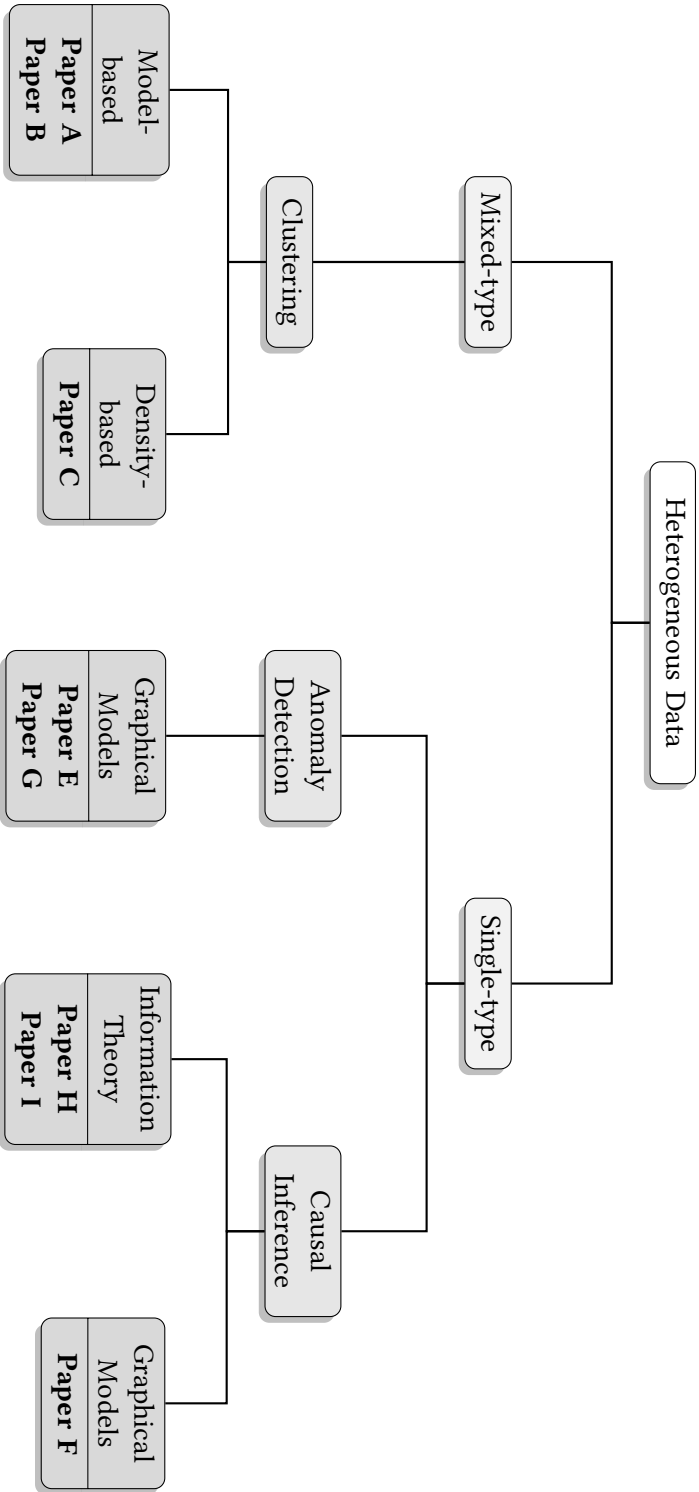 Heterogeneous Data
Mixed-type
Single-type
Clustering
Anomaly
Detection
Causal
Inference
Model-
based
Paper A
Paper B
Density-
based
Paper C
Graphical
Models
Paper E
Paper G
Information
Theory
Paper H
Paper I
Graphical
Models
Paper F